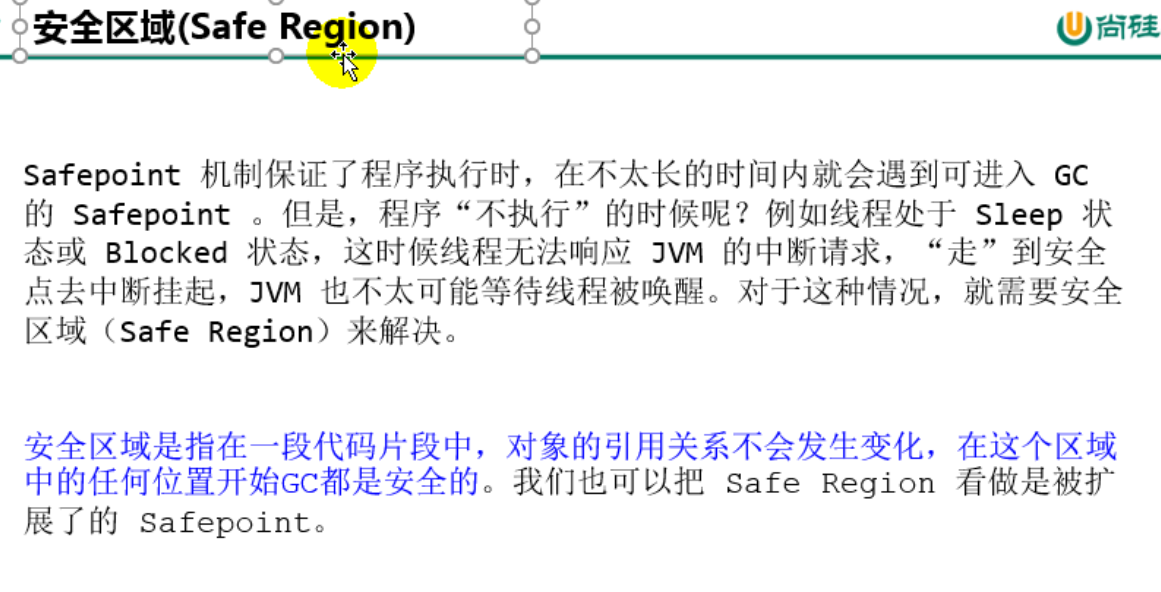 安全区域(Safe Region)
尚硅
Safepoint 机制保证了程序执行时，在不太长的时间内就会遇到可进入 GC
的 Safepoint 。但是，程序“不执行”的时候呢？例如线程处于 Sleep 状
态或 Blocked 状态，这时候线程无法响应 JVM 的中断请求，“走”到安全
点去中断挂起，JVM 也不太可能等待线程被唤醒。对于这种情况，就需要安全
区域（Safe Region）来解决。
安全区域是指在一段代码片段中，对象的引用关系不会发生变化，在这个区域
中的任何位置开始GC都是安全的。我们也可以把 Safe Region 看做是被扩
展了的 Safepoint。